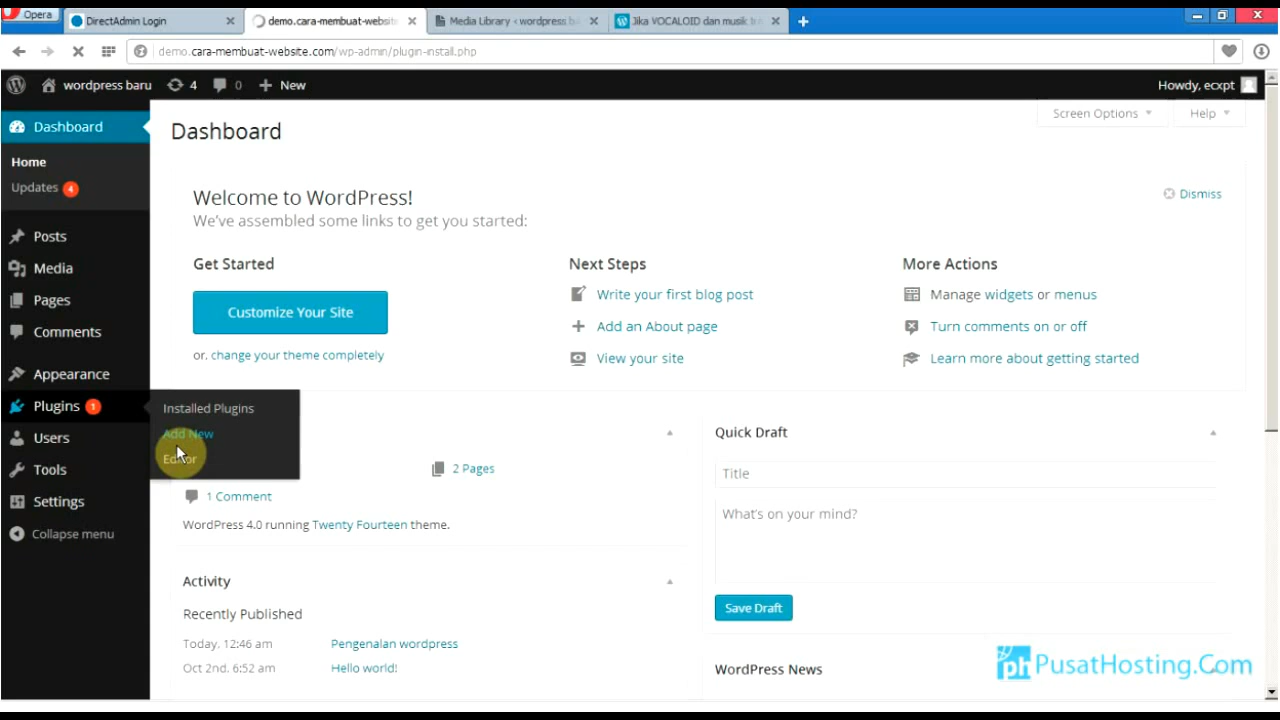 Opera
DirectAdmin Login
demo.cara-membuat-website
Media Library ‹ wordpress b
Jika VOCALOID dan musik
demo.cara-membuat-website.com/wp-admin/plugin-install.php
wordpress baru
4
0
New
Howdy, ecxpt
Dashboard
Home
Updates 4
Posts
Media
Pages
Comments
Appearance
Plugins 1
Users
Tools
Settings
Collapse menu
Installed Plugins
Add New
Editor
Dashboard
Screen Options
Help
Welcome to WordPress!
Dismiss
We've assembled some links to get you started:
Get Started
Customize Your Site
or, change your theme completely
Next Steps
Write your first blog post
Add an About page
View your site
More Actions
Manage widgets or menus
Turn comments on or off
Learn more about getting started
2 Pages
1 Comment
WordPress 4.0 running Twenty Fourteen theme.
Activity
Recently Published
Today, 12:46 am Pengenalan wordpress
Oct 2nd, 6:52 am Hello world!
Quick Draft
Title
What's on your mind?
Save Draft
WordPress News
ph PusatHosting.Com